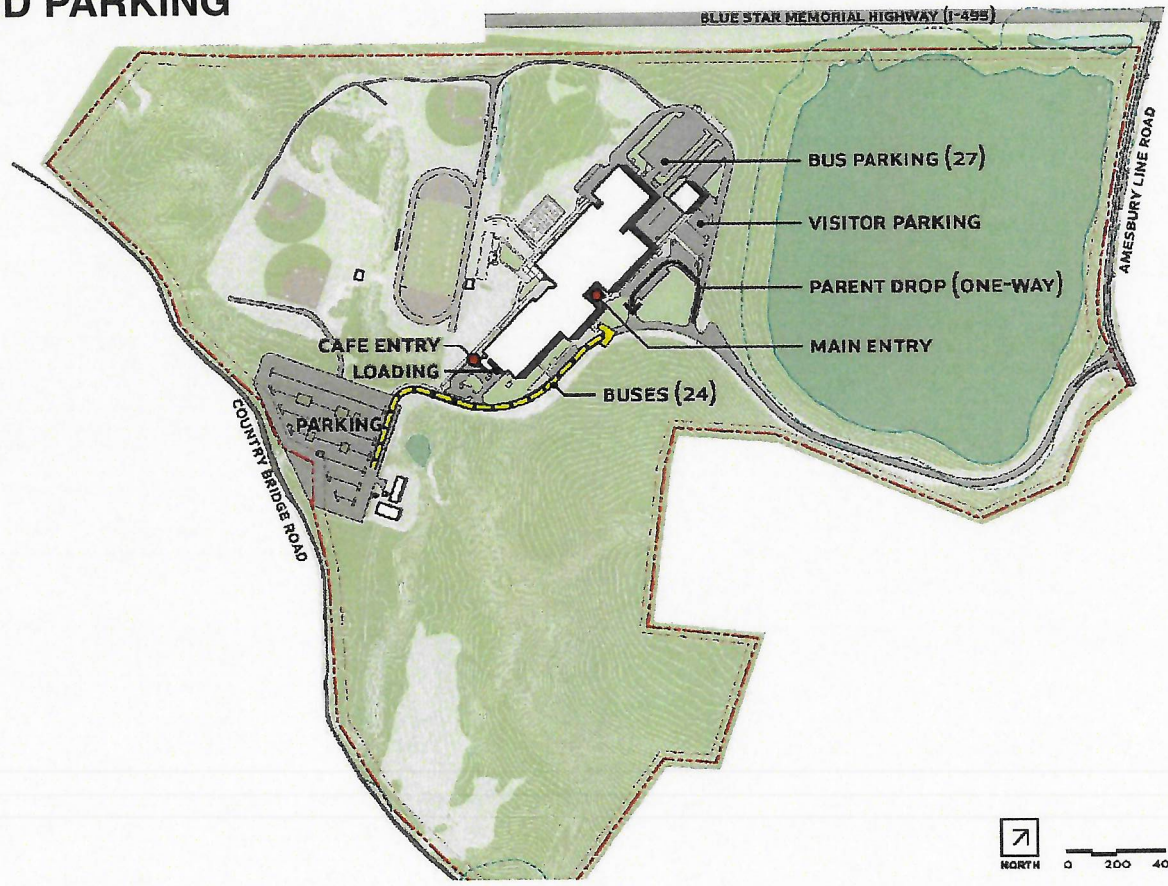 D PARKING
BLUE STAR MEMORIAL HIGHWAY (I-495)
AMESBURY LINE ROAD
BUS PARKING (27)
VISITOR PARKING
PARENT DROP (ONE-WAY)
MAIN ENTRY
CAFE ENTRY
LOADING
BUSES (24)
PARKING
COUNTRY BRIDGE ROAD
NORTH
0 200 40